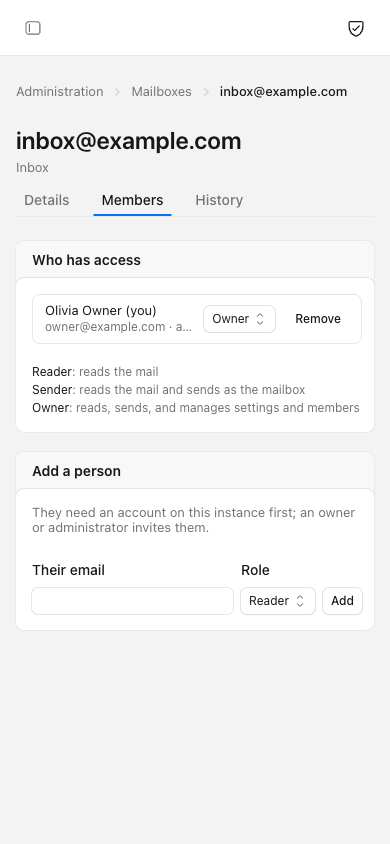 Administration > Mailboxes > inbox@example.com
inbox@example.com
Inbox
Details Members History
Who has access
Olivia Owner (you)
owner@example.com · a...
Owner
Remove
Reader: reads the mail
Sender: reads the mail and sends as the mailbox
Owner: reads, sends, and manages settings and members
Add a person
They need an account on this instance first; an owner
or administrator invites them.
Their email Role
Reader Add